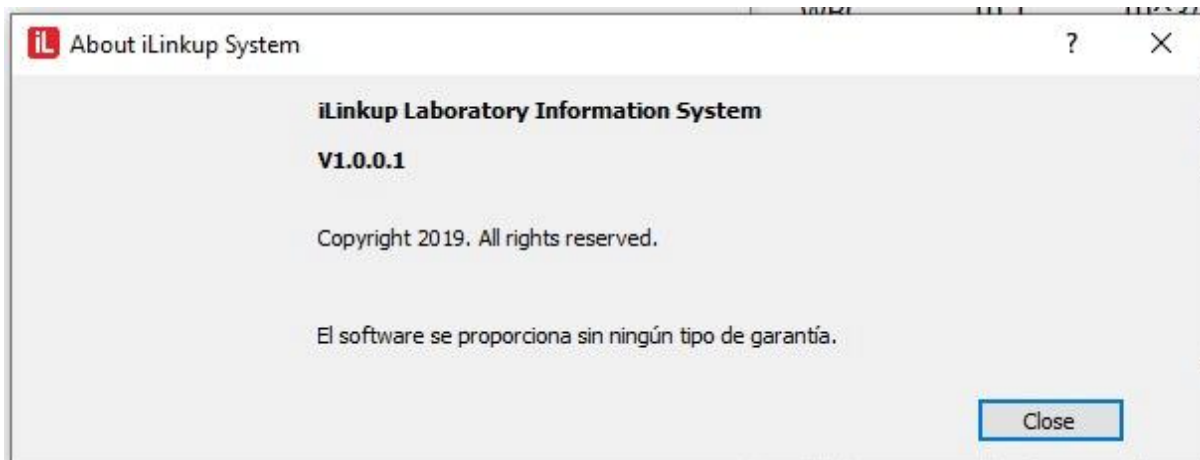 iL About iLinkup System ? X
iLinkup Laboratory Information System
V1.0.0.1
Copyright 2019. All rights reserved.
El software se proporciona sin ningún tipo de garantía.
Close